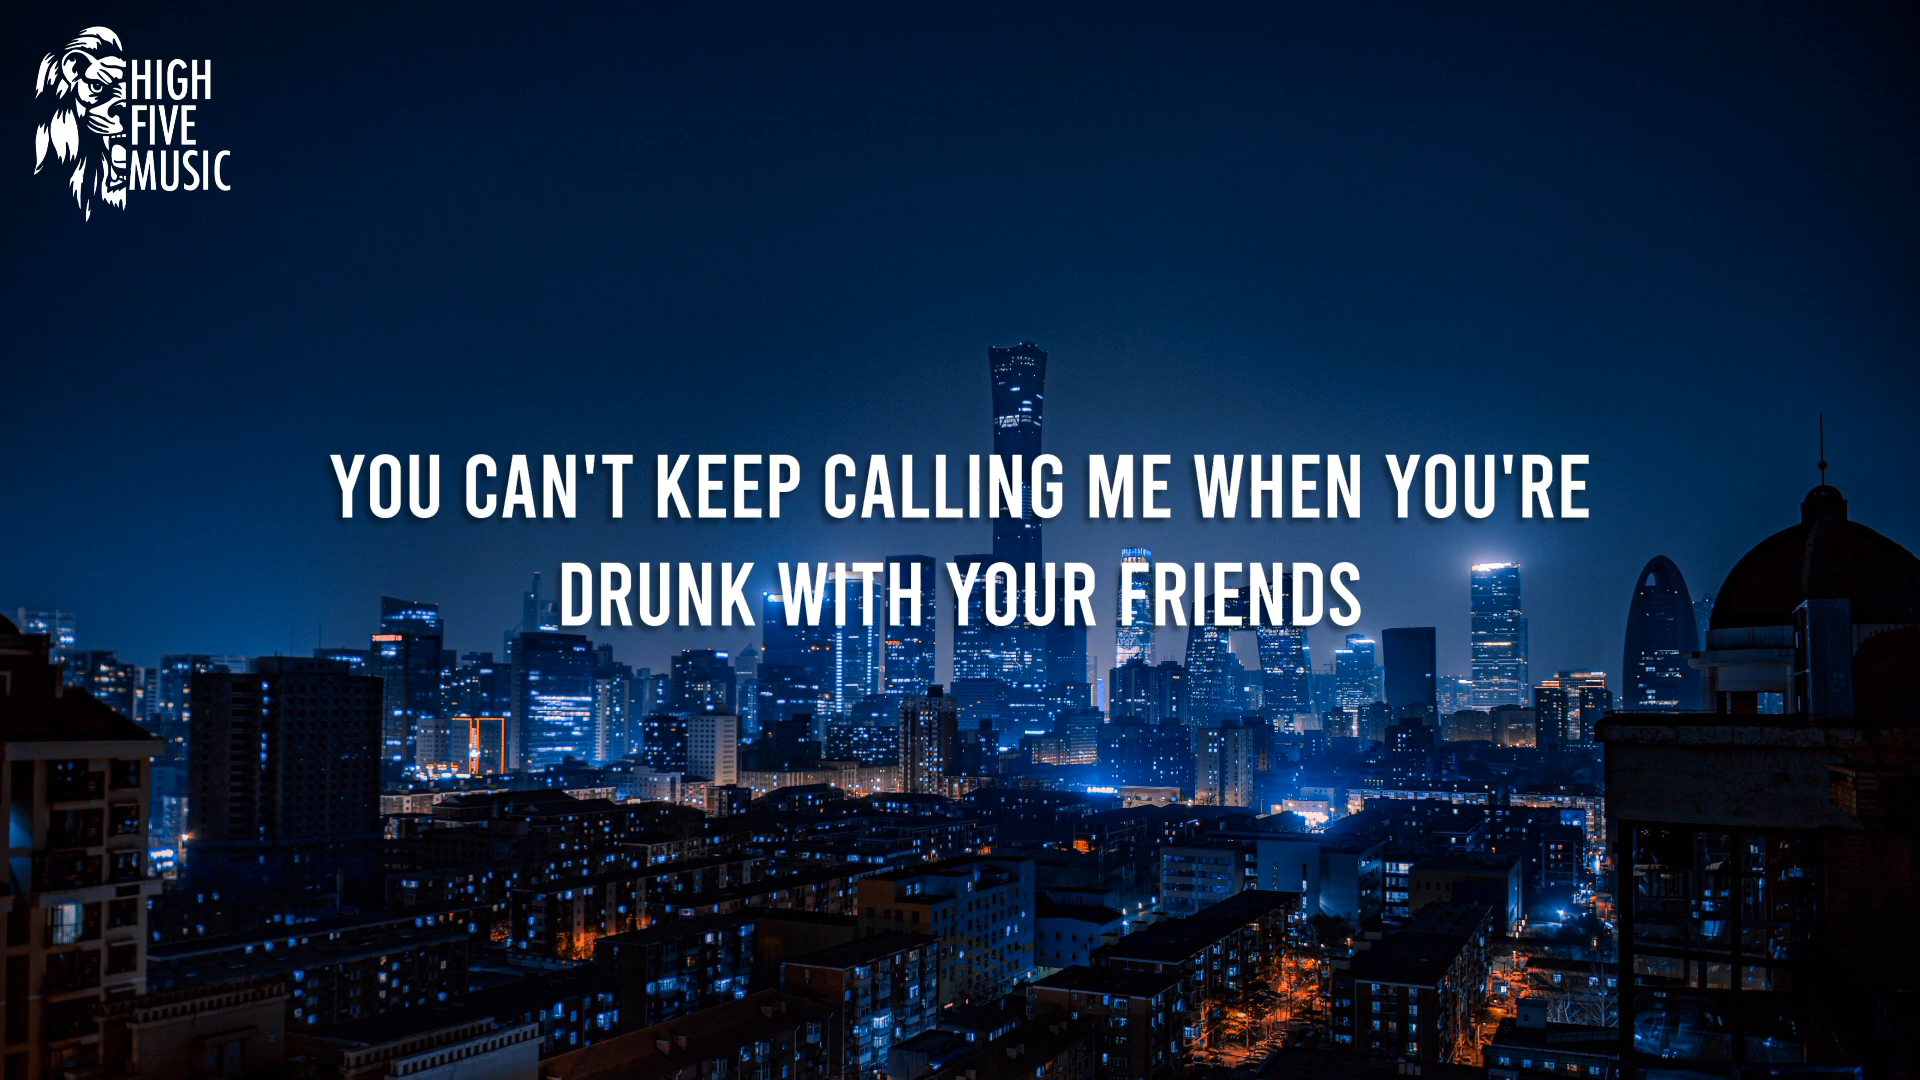 HIGH
FIVE
MUSIC
YOU CAN'T KEEP CALLING ME WHEN YOU'RE
DRUNK WITH YOUR FRIENDS